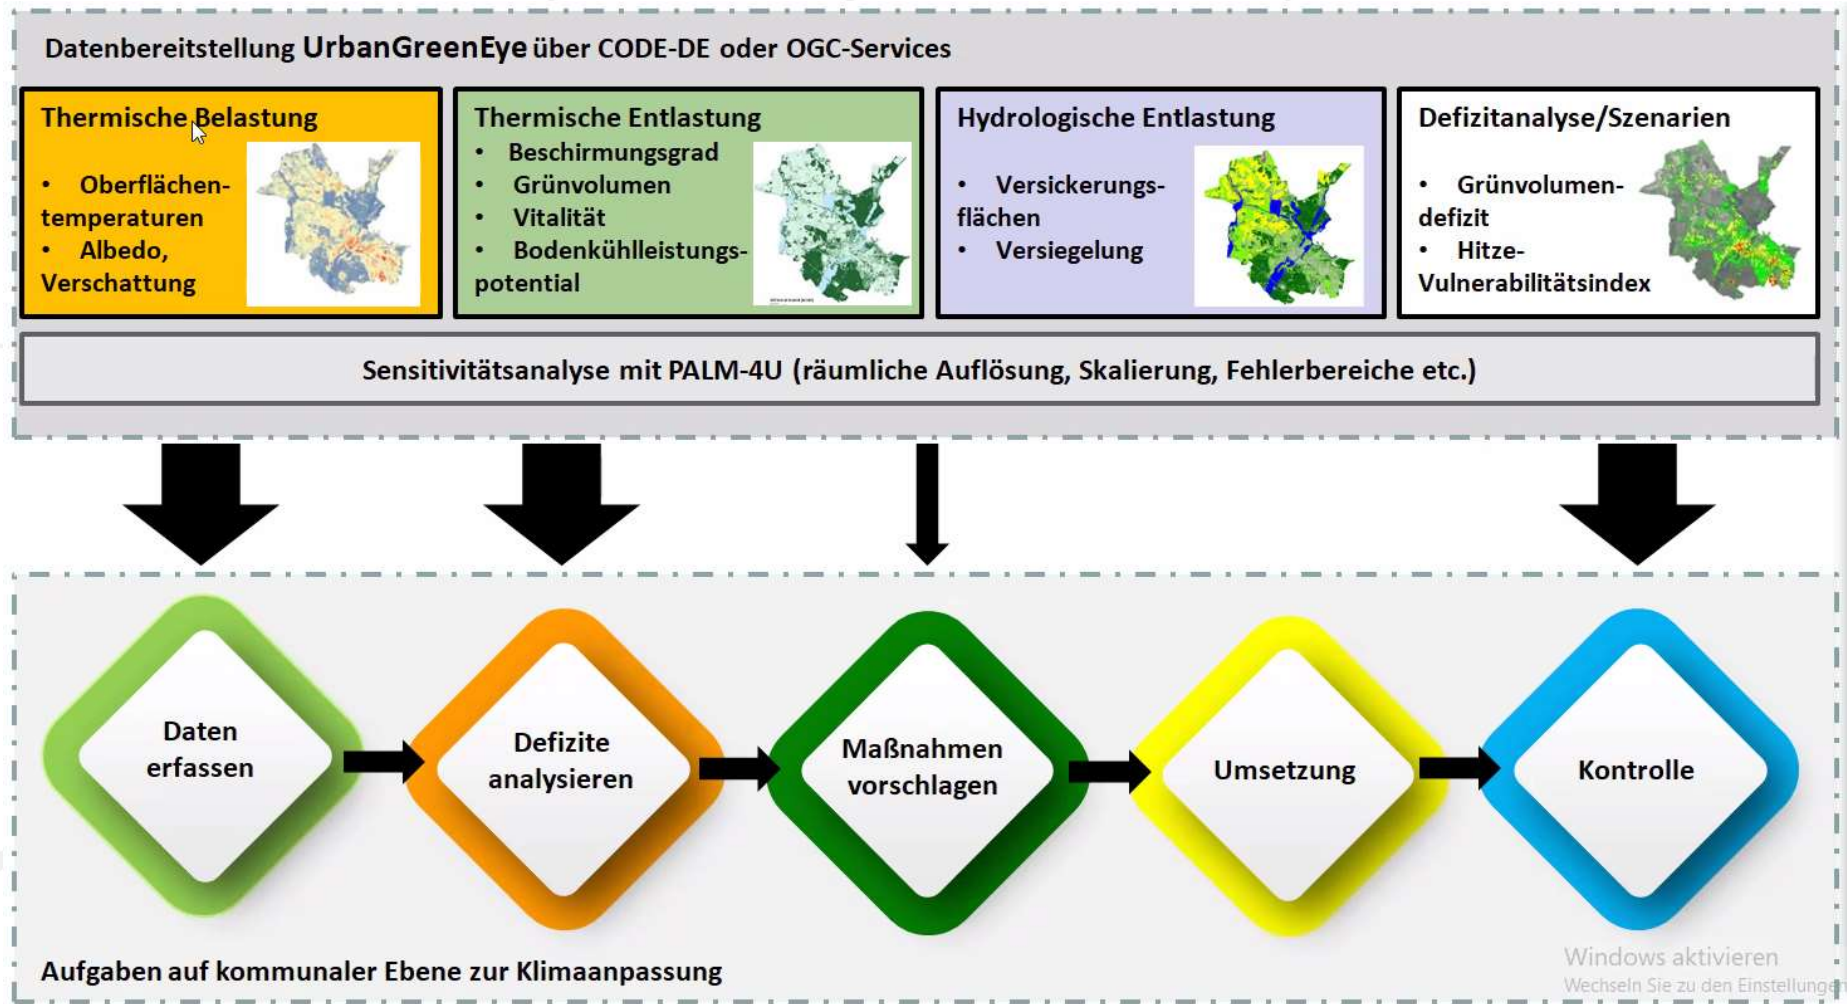 Datenbereitstellung UrbanGreenEye über CODE-DE oder OGC-Services
Thermische Belastung
• Oberflächen-
temperaturen
• Albedo,
Verschattung
Thermische Entlastung
• Beschirmungsgrad
• Grünvolumen
• Vitalität
• Bodenkühlleistungs-
potential
Hydrologische Entlastung
• Versickerungs-
flächen
• Versiegelung
Defizitanalyse/Szenarien
• Grünvolumen-
defizit
• Hitze-
Vulnerabilitätsindex
Sensitivitätsanalyse mit PALM-4U (räumliche Auflösung, Skalierung, Fehlerbereiche etc.)
Daten
erfassen
Defizite
analysieren
Maßnahmen
vorschlagen
Umsetzung
Kontrolle
Aufgaben auf kommunaler Ebene zur Klimaanpassung
Windows aktivieren
Wechseln Sie zu den Einstellunge